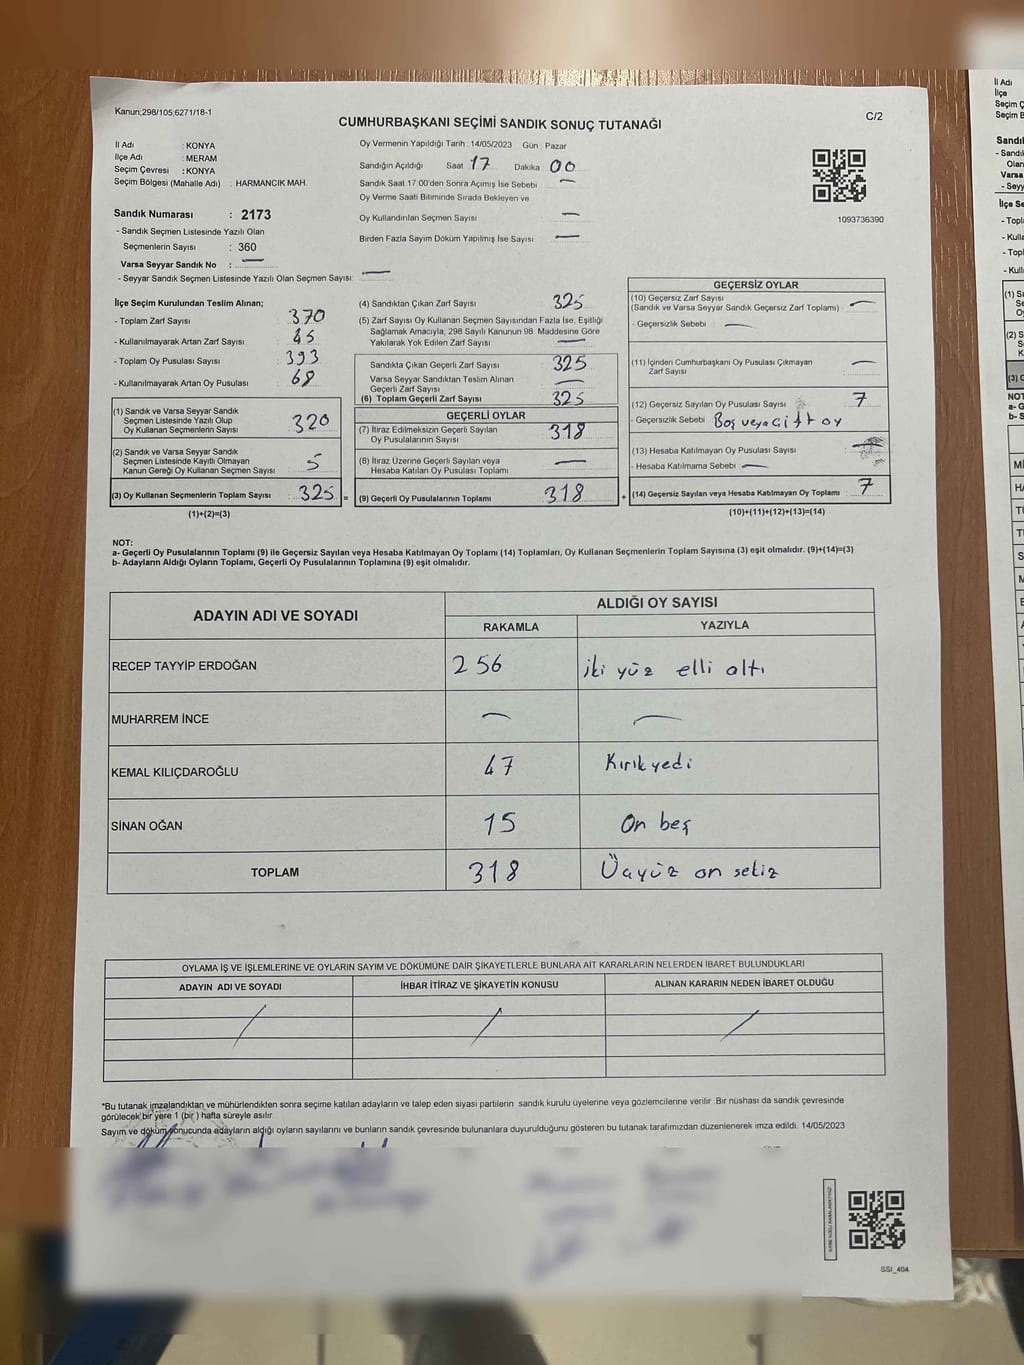 Kanun;298/105;6271/18-1
C/2
CUMHURBAŞKANI SEÇİMİ SANDIK SONUÇ TUTANAĞI
İl Adı : KONYA
İlçe Adı : MERAM
Seçim Çevresi : KONYA
Seçim Bölgesi (Mahalle Adı) : HARMANCIK MAH.
Sandık Numarası : 2173
- Sandık Seçmen Listesinde Yazılı Olan
Seçmenlerin Sayısı : 360
Varsa Seyyar Sandık No : —
- Seyyar Sandık Seçmen Listesinde Yazılı Olan Seçmen Sayısı: —
Oy Vermenin Yapıldığı Tarih : 14/05/2023 Gün : Pazar
Sandığın Açıldığı Saat 17 Dakika 00
Sandık Saat 17:00'den Sonra Açımış İse Sebebi —
Oy Verme Saati Bitiminde Sırada Bekleyen ve
Oy Kullandırılan Seçmen Sayısı —
Birden Fazla Sayım Döküm Yapılmış İse Sayısı —
1093736390
İlçe Seçim Kurulundan Teslim Alınan;
- Toplam Zarf Sayısı : 370
- Kullanılmayarak Artan Zarf Sayısı : 45
- Toplam Oy Pusulası Sayısı : 393
- Kullanılmayarak Artan Oy Pusulası : 68
(1) Sandık ve Varsa Seyyar Sandık
Seçmen Listesinde Yazılı Olup
Oy Kullanan Seçmenlerin Sayısı : 320
(2) Sandık ve Varsa Seyyar Sandık
Seçmen Listesinde Kayıtlı Olmayan
Kanun Gereği Oy Kullanan Seçmen Sayısı : 5
(3) Oy Kullanan Seçmenlerin Toplam Sayısı : 325 =
(1)+(2)=(3)
(4) Sandıktan Çıkan Zarf Sayısı 325
(5) Zarf Sayısı Oy Kullanan Seçmen Sayısından Fazla İse, Eşitliği
Sağlamak Amacıyla, 298 Sayılı Kanunun 98. Maddesine Göre
Yakılarak Yok Edilen Zarf Sayısı —
Sandıkta Çıkan Geçerli Zarf Sayısı 325
Varsa Seyyar Sandıktan Teslim Alınan
Geçerli Zarf Sayısı —
(6) Toplam Geçerli Zarf Sayısı 325
GEÇERLİ OYLAR
(7) İtiraz Edilmeksizin Geçerli Sayılan
Oy Pusulalarının Sayısı 318
(8) İtiraz Üzerine Geçerli Sayılan veya
Hesaba Katılan Oy Pusulası Toplamı —
(9) Geçerli Oy Pusulalarının Toplamı 318 +
GEÇERSİZ OYLAR
(10) Geçersiz Zarf Sayısı
(Sandık ve Varsa Seyyar Sandık Geçersiz Zarf Toplamı) : —
- Geçersizlik Sebebi : —
(11) İçinden Cumhurbaşkanı Oy Pusulası Çıkmayan
Zarf Sayısı —
(12) Geçersiz Sayılan Oy Pusulası Sayısı : 7
- Geçersizlik Sebebi : Boş veya Çift oy
(13) Hesaba Katılmayan Oy Pusulası Sayısı : —
- Hesaba Katılmama Sebebi : —
(14) Geçersiz Sayılan veya Hesaba Katılmayan Oy Toplamı : 7
(10)+(11)+(12)+(13)=(14)
NOT:
a- Geçerli Oy Pusulalarının Toplamı (9) ile Geçersiz Sayılan veya Hesaba Katılmayan Oy Toplamı (14) Toplamları, Oy Kullanan Seçmenlerin Toplam Sayısına (3) eşit olmalıdır. (9)+(14)=(3)
b- Adayların Aldığı Oyların Toplamı, Geçerli Oy Pusulalarının Toplamına (9) eşit olmalıdır.
ADAYIN ADI VE SOYADI
ALDIĞI OY SAYISI
RAKAMLA YAZIYLA
RECEP TAYYİP ERDOĞAN 256 iki yüz elli altı
MUHARREM İNCE — —
KEMAL KILIÇDAROĞLU 47 Kırık yedi
SİNAN OĞAN 15 On beş
TOPLAM 318 Üçyüz on sekiz
OYLAMA İŞ VE İŞLEMLERİNE VE OYLARIN SAYIM VE DÖKÜMÜNE DAİR ŞİKAYETLERLE BUNLARA AİT KARARLARIN NELERDEN İBARET BULUNDUKLARI
ADAYIN ADI VE SOYADI İHBAR İTİRAZ VE ŞİKAYETİN KONUSU ALINAN KARARIN NEDEN İBARET OLDUĞU
*Bu tutanak imzalandıktan ve mühürlendikten sonra seçime katılan adayların ve talep eden siyasi partilerin sandık kurulu üyelerine veya gözlemcilerine verilir. Bir nüshası da sandık çevresinde
görülecek bir yere 1 (bir) hafta süreyle asılır.
Sayım ve döküm sonucunda adayların aldığı oyların sayılarını ve bunların sandık çevresinde bulunanlara duyurulduğunu gösteren bu tutanak tarafımızdan düzenlenerek imza edildi. 14/05/2023
SSI_404
İl Adı
İlçe
Seçim Ç
Seçim B
Sandı
- Sandı
Olan
Varsa
- Seyy
İlçe Se
- Topl
- Kulla
- Topl
- Kulla
(3) O
NOT
a- G
b- S